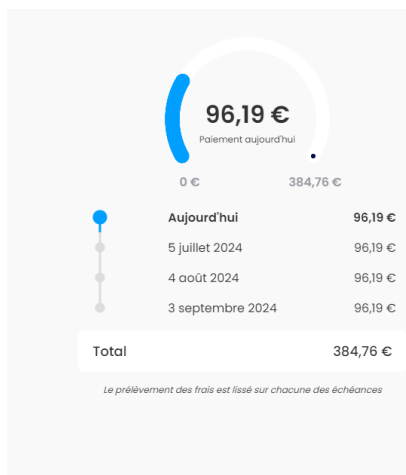 96,19 €
Paiement aujourd'hui
0 € 384,76 €
Aujourd'hui 96,19 €
5 juillet 2024 96,19 €
4 août 2024 96,19 €
3 septembre 2024 96,19 €
Total 384,76 €
Le prélèvement des frais est lissé sur chacune des échéances